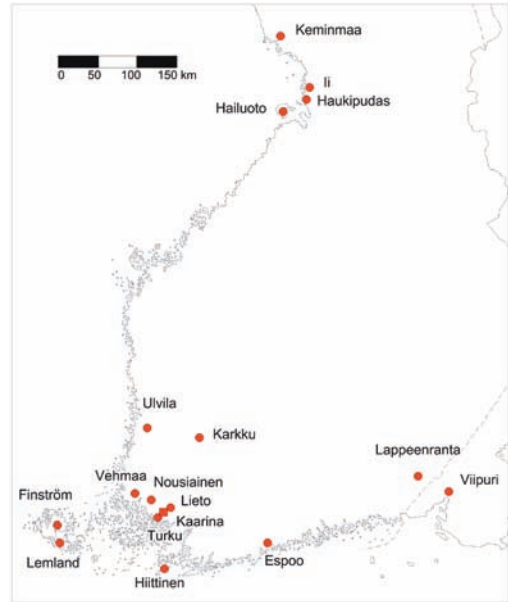 Keminmaa
0 50 100 150 km
Ii
Haukipudas
Hailuoto
Ulvila
Karkku
Lappeenranta
Vehmaa
Nousiainen
Viipuri
Finström
Lieto
Kaarina
Turku
Lemland
Espoo
Hiittinen